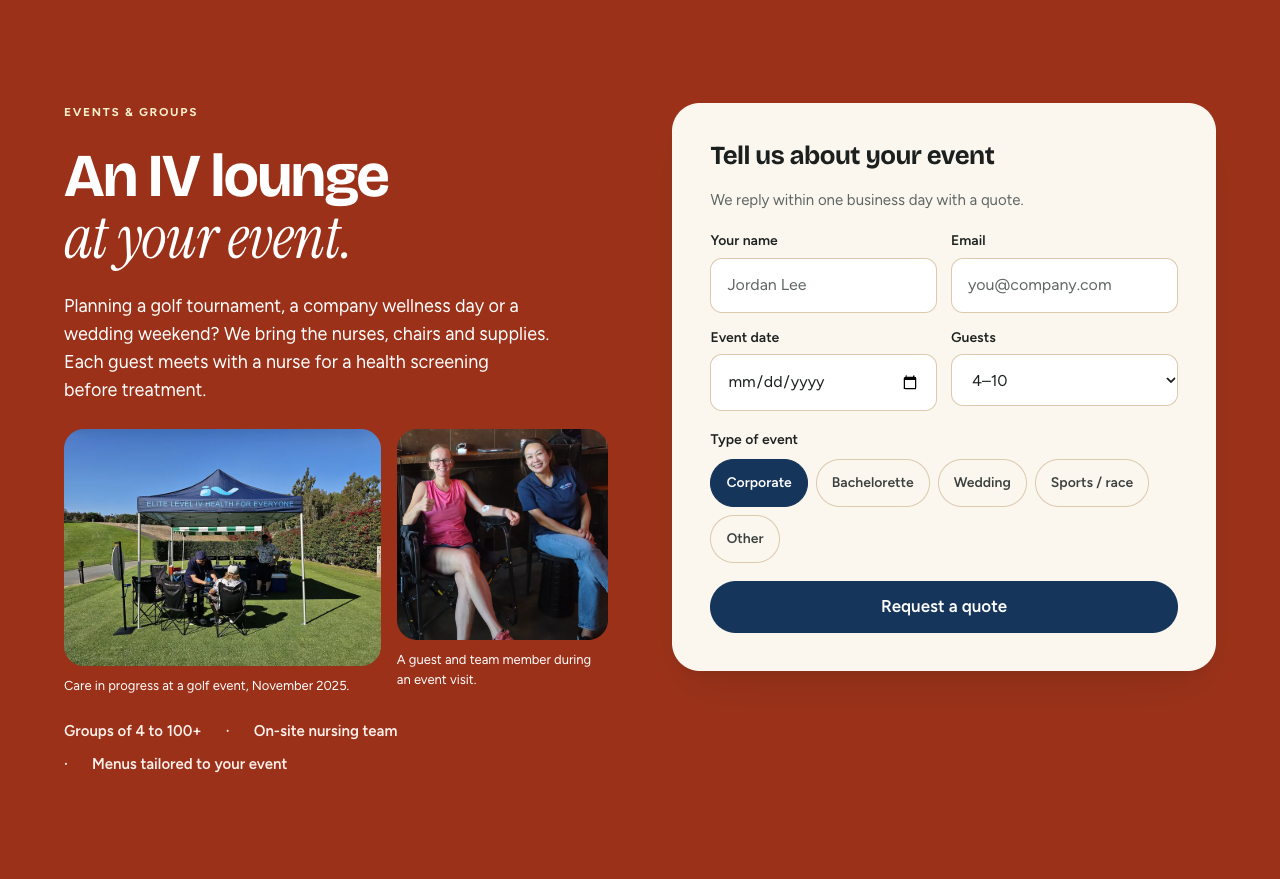 EVENTS & GROUPS
An IV lounge
at your event.
Planning a golf tournament, a company wellness day or a
wedding weekend? We bring the nurses, chairs and supplies.
Each guest meets with a nurse for a health screening
before treatment.
ELITE LEVEL IV HEALTH FOR EVERYONE
Care in progress at a golf event, November 2025.
A guest and team member during
an event visit.
Groups of 4 to 100+ · On-site nursing team
· Menus tailored to your event
Tell us about your event
We reply within one business day with a quote.
Your name
Email
Jordan Lee
you@company.com
Event date
Guests
mm/dd/yyyy
4–10
Type of event
Corporate
Bachelorette
Wedding
Sports / race
Other
Request a quote